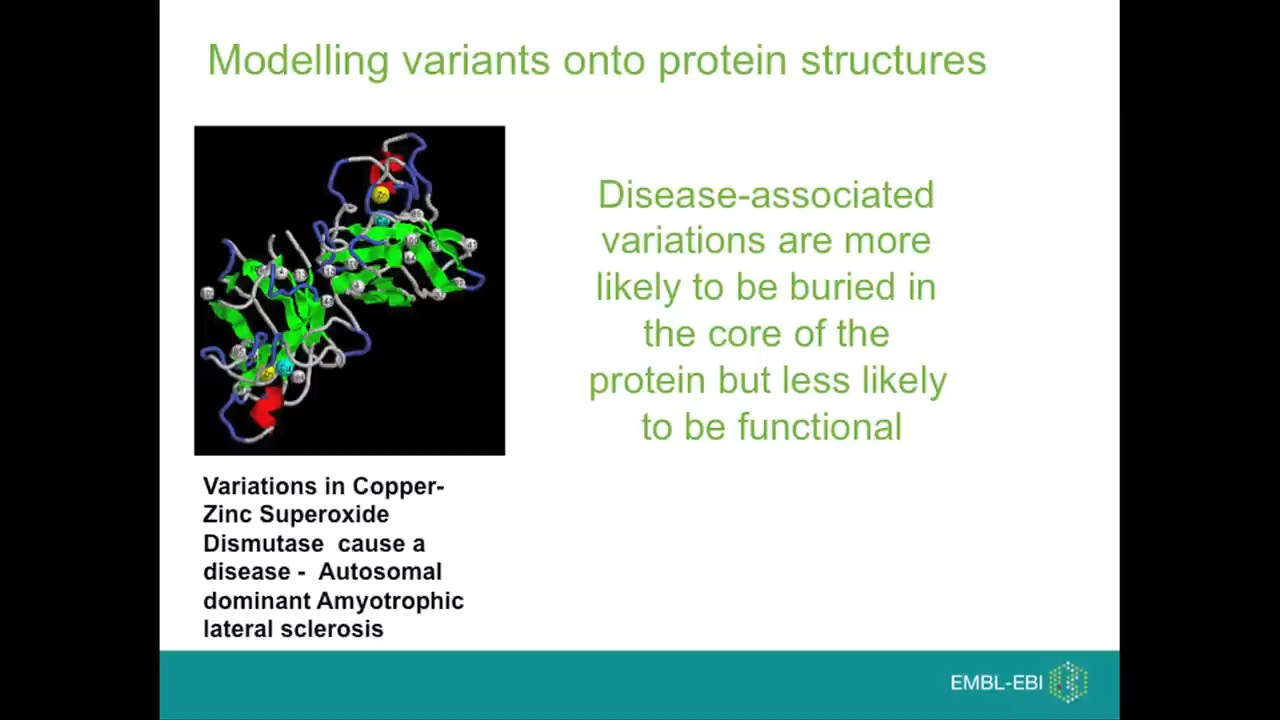 Modelling variants onto protein structures
Zn
Disease-associated
variations are more
likely to be buried in
the core of the
protein but less likely
to be functional
Variations in Copper-
Zinc Superoxide
Dismutase  cause a
disease -  Autosomal
dominant Amyotrophic
lateral sclerosis
EMBL-EBI